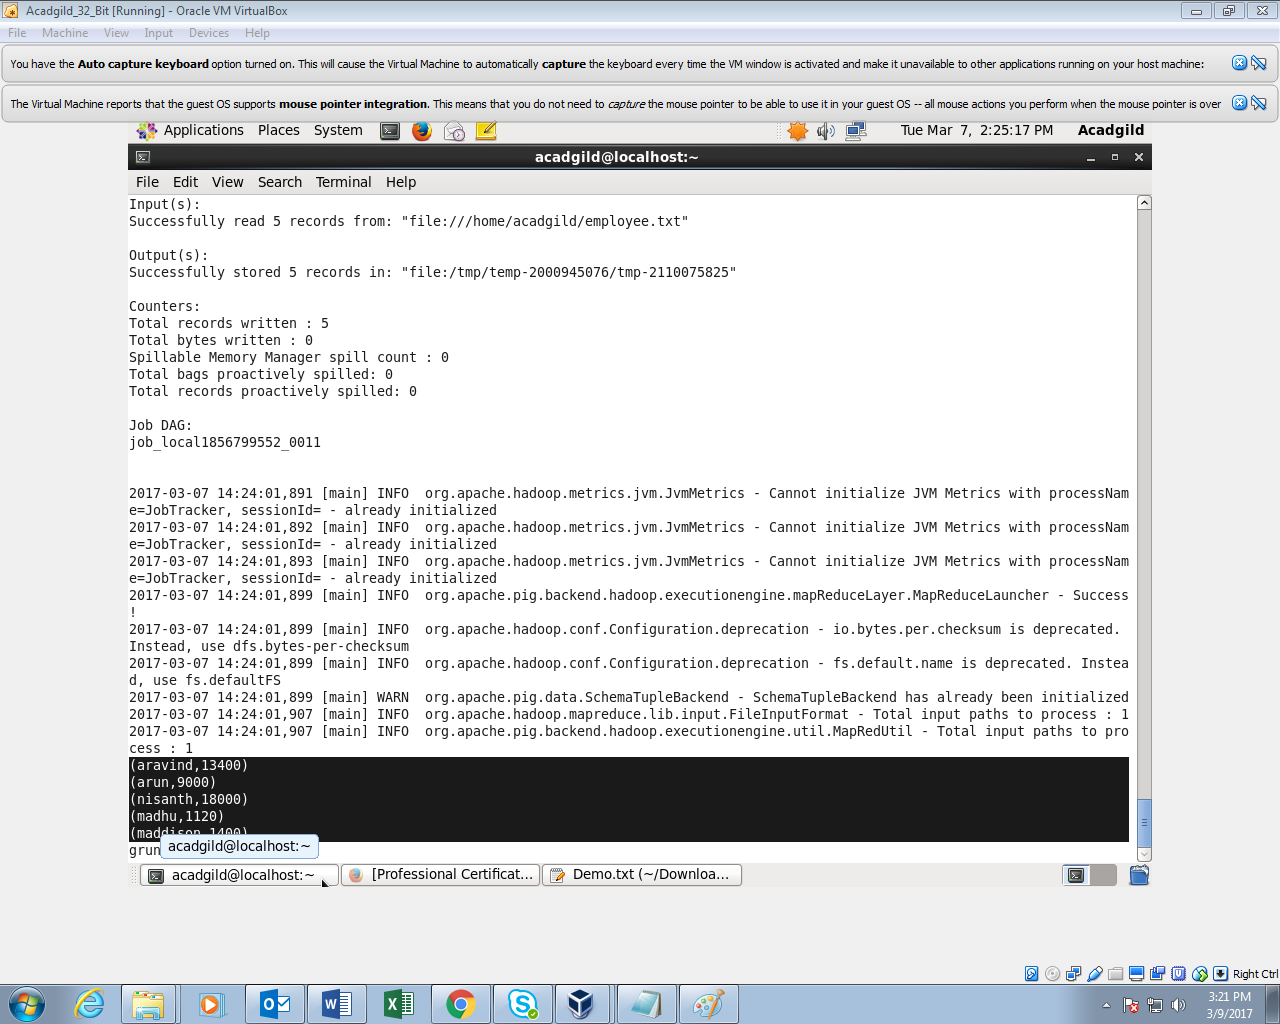 Acadgild_32_Bit [Running] - Oracle VM VirtualBox
File Machine View Input Devices Help
You have the Auto capture keyboard option turned on. This will cause the Virtual Machine to automatically capture the keyboard every time the VM window is activated and make it unavailable to other applications running on your host machine:
The Virtual Machine reports that the guest OS supports mouse pointer integration. This means that you do not need to capture the mouse pointer to be able to use it in your guest OS -- all mouse actions you perform when the mouse pointer is over
Applications Places System Tue Mar 7, 2:25:17 PM Acadgild
acadgild@localhost:~
File Edit View Search Terminal Help
Input(s):
Successfully read 5 records from: "file:///home/acadgild/employee.txt"
Output(s):
Successfully stored 5 records in: "file:/tmp/temp-2000945076/tmp-2110075825"
Counters:
Total records written : 5
Total bytes written : 0
Spillable Memory Manager spill count : 0
Total bags proactively spilled: 0
Total records proactively spilled: 0
Job DAG:
job_local1856799552_0011
2017-03-07 14:24:01,891 [main] INFO  org.apache.hadoop.metrics.jvm.JvmMetrics - Cannot initialize JVM Metrics with processNam
e=JobTracker, sessionId= - already initialized
2017-03-07 14:24:01,892 [main] INFO  org.apache.hadoop.metrics.jvm.JvmMetrics - Cannot initialize JVM Metrics with processNam
e=JobTracker, sessionId= - already initialized
2017-03-07 14:24:01,893 [main] INFO  org.apache.hadoop.metrics.jvm.JvmMetrics - Cannot initialize JVM Metrics with processNam
e=JobTracker, sessionId= - already initialized
2017-03-07 14:24:01,899 [main] INFO  org.apache.pig.backend.hadoop.executionengine.mapReduceLayer.MapReduceLauncher - Success
!
2017-03-07 14:24:01,899 [main] INFO  org.apache.hadoop.conf.Configuration.deprecation - io.bytes.per.checksum is deprecated.
Instead, use dfs.bytes-per-checksum
2017-03-07 14:24:01,899 [main] INFO  org.apache.hadoop.conf.Configuration.deprecation - fs.default.name is deprecated. Instea
d, use fs.defaultFS
2017-03-07 14:24:01,899 [main] WARN  org.apache.pig.data.SchemaTupleBackend - SchemaTupleBackend has already been initialized
2017-03-07 14:24:01,907 [main] INFO  org.apache.hadoop.mapreduce.lib.input.FileInputFormat - Total input paths to process : 1
2017-03-07 14:24:01,907 [main] INFO  org.apache.pig.backend.hadoop.executionengine.util.MapRedUtil - Total input paths to pro
cess : 1
(aravind,13400)
(arun,9000)
(nisanth,18000)
(madhu,1120)
(maddison,1400)
acadgild@localhost:~
grun
acadgild@localhost:~ [Professional Certificat... Demo.txt (~/Downloa...
Right Ctrl
3:21 PM
3/9/2017